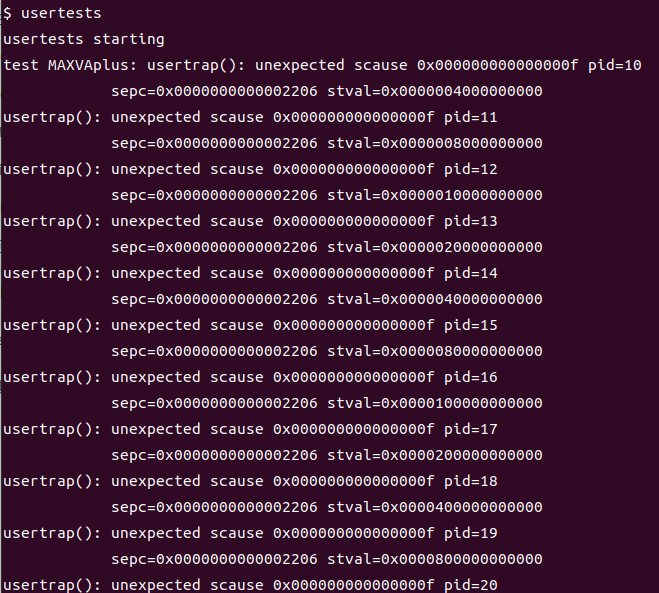 $ usertests
usertests starting
test MAXVAplus: usertrap(): unexpected scause 0x000000000000000f pid=10
            sepc=0x0000000000002206 stval=0x0000004000000000
usertrap(): unexpected scause 0x000000000000000f pid=11
            sepc=0x0000000000002206 stval=0x0000008000000000
usertrap(): unexpected scause 0x000000000000000f pid=12
            sepc=0x0000000000002206 stval=0x0000010000000000
usertrap(): unexpected scause 0x000000000000000f pid=13
            sepc=0x0000000000002206 stval=0x0000020000000000
usertrap(): unexpected scause 0x000000000000000f pid=14
            sepc=0x0000000000002206 stval=0x0000040000000000
usertrap(): unexpected scause 0x000000000000000f pid=15
            sepc=0x0000000000002206 stval=0x0000080000000000
usertrap(): unexpected scause 0x000000000000000f pid=16
            sepc=0x0000000000002206 stval=0x0000100000000000
usertrap(): unexpected scause 0x000000000000000f pid=17
            sepc=0x0000000000002206 stval=0x0000200000000000
usertrap(): unexpected scause 0x000000000000000f pid=18
            sepc=0x0000000000002206 stval=0x0000400000000000
usertrap(): unexpected scause 0x000000000000000f pid=19
            sepc=0x0000000000002206 stval=0x0000800000000000
usertrap(): unexpected scause 0x000000000000000f pid=20